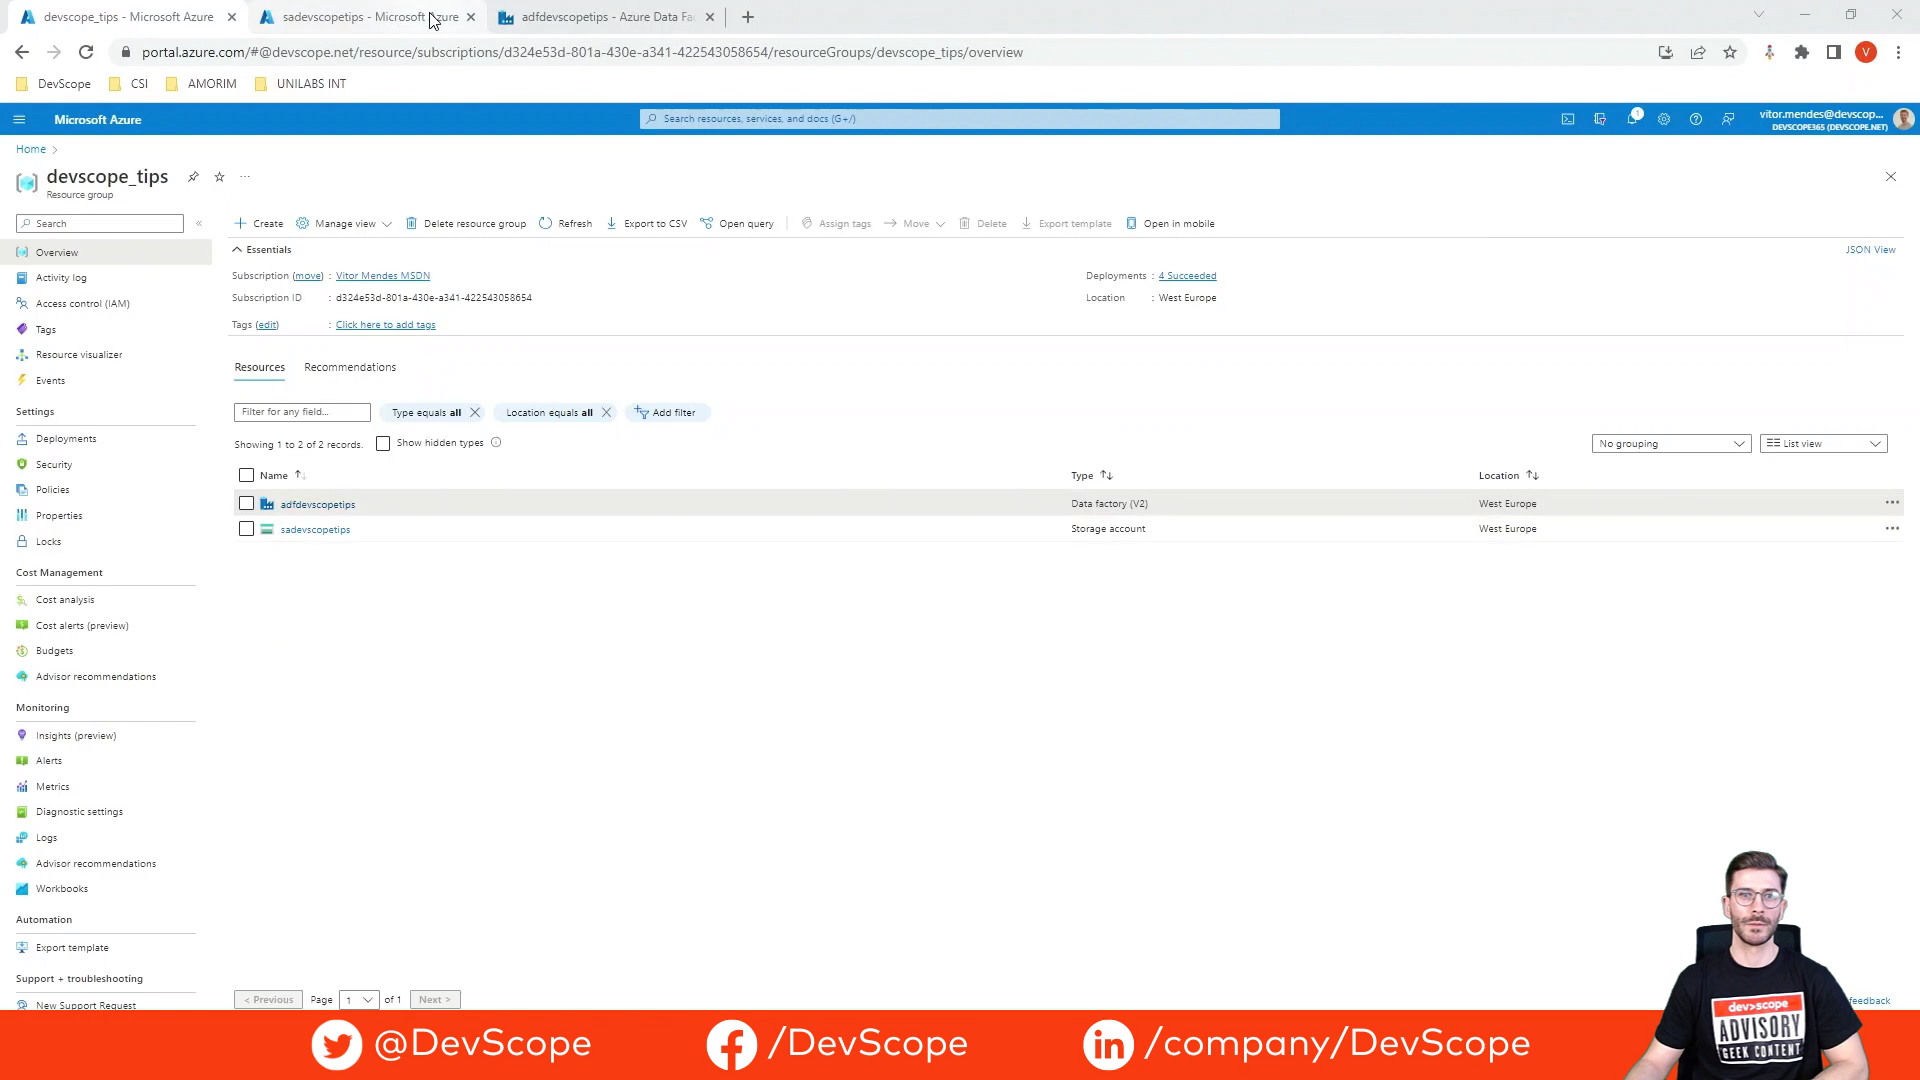 devscope_tips - Microsoft Azure
sadevscopetips - Microsoft Azure
adfdevscopetips - Azure Data Fa
portal.azure.com/#@devscope.net/resource/subscriptions/d324e53d-801a-430e-a341-422543058654/resourceGroups/devscope_tips/overview
V
DevScope CSI AMORIM UNILABS INT
Microsoft Azure
Search resources, services, and docs (G+/)
1
vitor.mendes@devscop...
DEVSCOPE365 (DEVSCOPE.NET)
Home >
devscope_tips
Resource group
Search
«
Create Manage view Delete resource group Refresh Export to CSV Open query Assign tags Move Delete Export template Open in mobile
Overview
Activity log
Access control (IAM)
Tags
Resource visualizer
Events
Settings
Deployments
Security
Policies
Properties
Locks
Cost Management
Cost analysis
Cost alerts (preview)
Budgets
Advisor recommendations
Monitoring
Insights (preview)
Alerts
Metrics
Diagnostic settings
Logs
Advisor recommendations
Workbooks
Automation
Export template
Support + troubleshooting
New Support Request
Essentials
JSON View
Subscription (move) : Vitor Mendes MSDN
Deployments : 4 Succeeded
Subscription ID : d324e53d-801a-430e-a341-422543058654
Location : West Europe
Tags (edit) : Click here to add tags
Resources Recommendations
Filter for any field...
Type equals all
Location equals all
Add filter
Showing 1 to 2 of 2 records.
Show hidden types
No grouping
List view
Name Type Location
adfdevscopetips Data factory (V2) West Europe
sadevscopetips Storage account West Europe
< Previous Page 1 of 1 Next >
feedback
dev>scope
ADVISORY
GEEK CONTENT
@DevScope
/DevScope
/company/DevScope